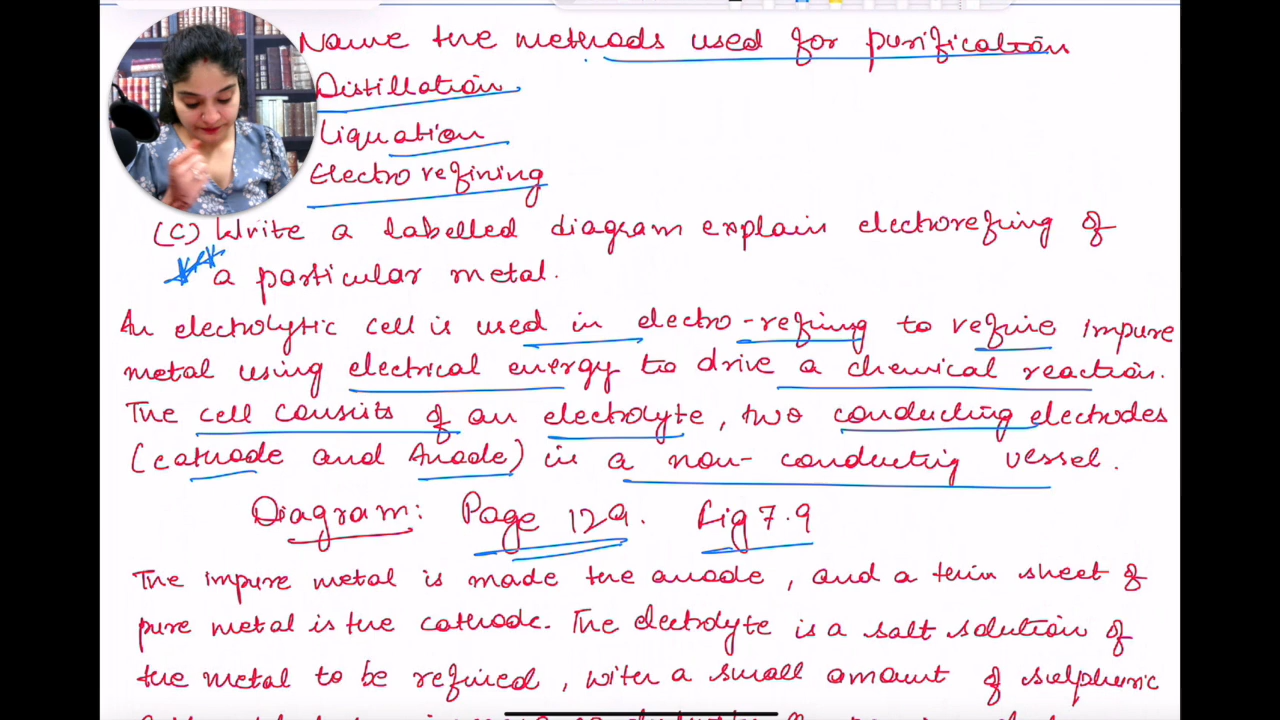 Name the methods used for purification
Distillation
Liquation
Electro refining
(C) Write a labelled diagram explain electrorefing of
a particular metal.
An electrolytic cell is used in electro-refining to refine impure
metal using electrical energy to drive a chemical reaction.
The cell consists of an electrolyte, two conducting electrodes
(cathode and Anode) in a non-conducting vessel.
Diagram: Page 129. Fig 7.9
The impure metal is made the anode, and a thin sheet of
pure metal is the cathode. The electrolyte is a salt solution of
the metal to be refined, with a small amount of sulphuric